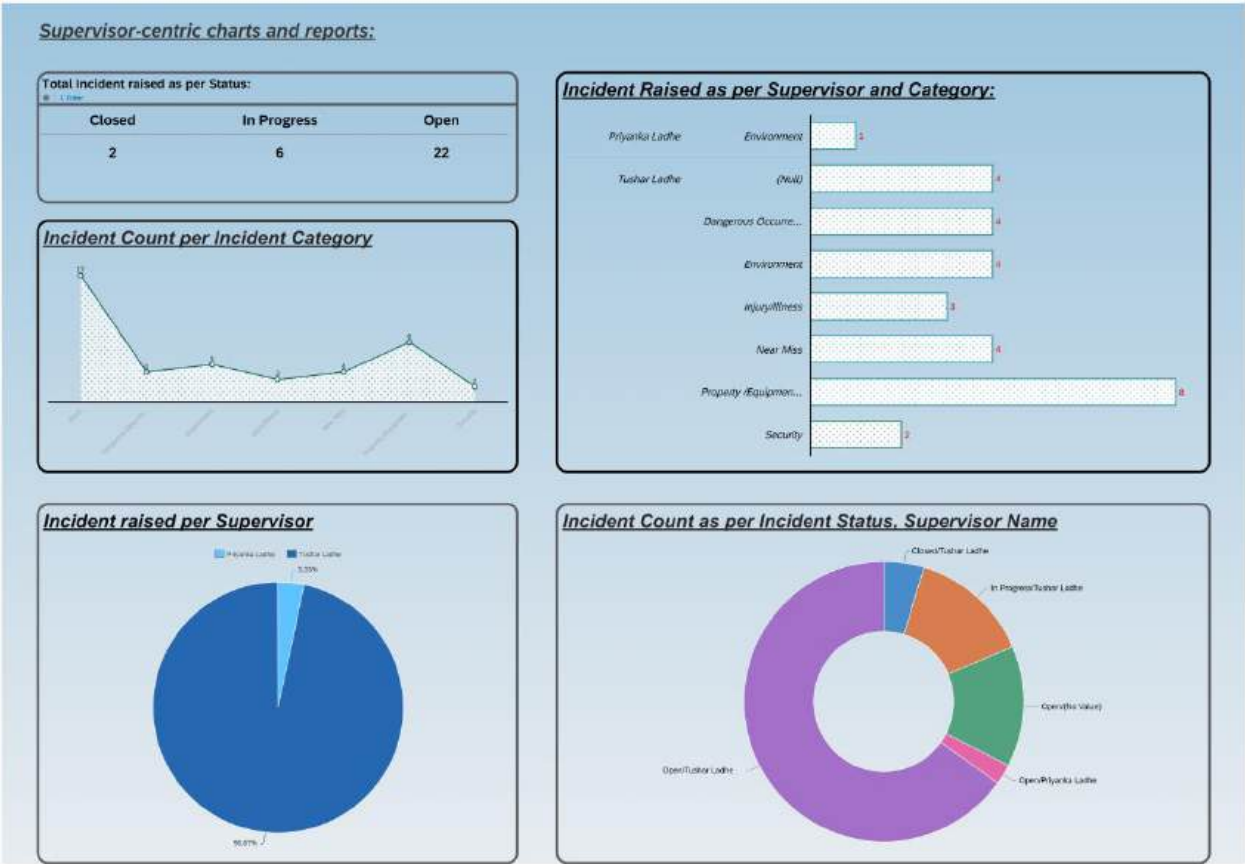 Supervisor-centric charts and reports:
Total Incident raised as per Status:
Closed In Progress Open
2 6 22
Incident Count per Incident Category
Incident Raised as per Supervisor and Category:
Priyanka Ladhe Environment 1
Tushar Ladhe (Null) 4
Dangerous Occurre... 4
Environment 4
Injury/Illness 3
Near Miss 4
Property /Equipmen... 8
Security 2
Incident raised per Supervisor
Priyanka Ladhe Tushar Ladhe
3.33%
96.67%
Incident Count as per Incident Status, Supervisor Name
Closed/Tushar Ladhe
In Progress/Tushar Ladhe
Open/(No Value)
Open/Priyanka Ladhe
Open/Tushar Ladhe